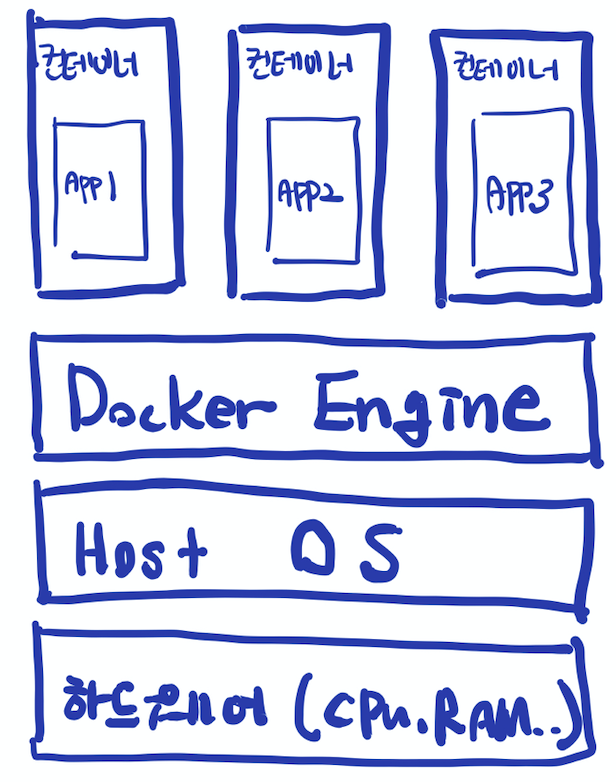 컨테이너 컨테이너 컨테이너
App1 App2 App3
Docker Engine
Host OS
하드웨어 (CPU.RAM..)